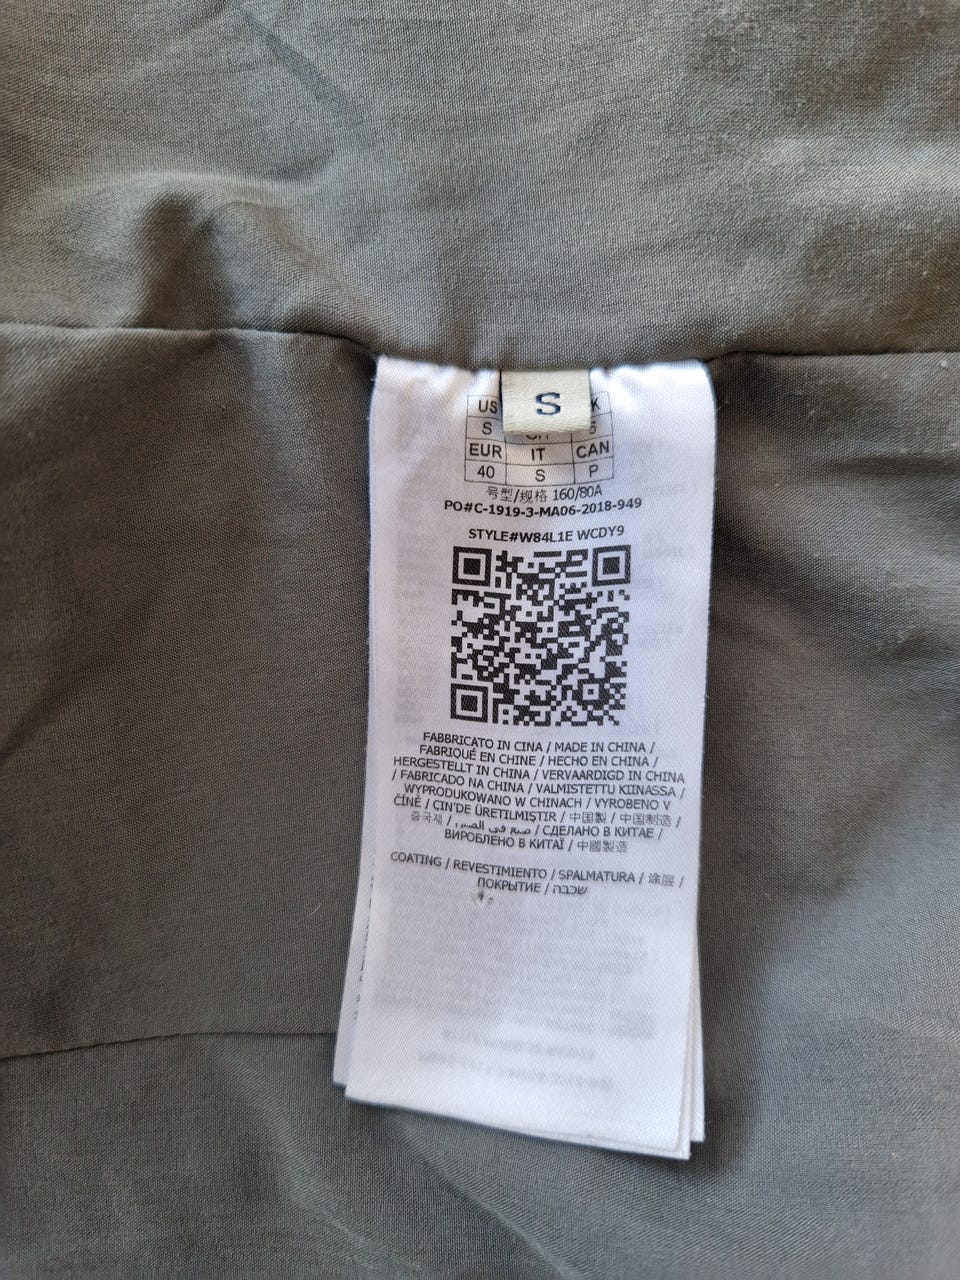 S
US
S
EUR IT CAN
40 S P
号型/规格 160/80A
PO#C-1919-3-MA06-2018-949
STYLE#W84L1E WCDY9
FABBRICATO IN CINA / MADE IN CHINA /
FABRIQUÉ EN CHINE / HECHO EN CHINA /
HERGESTELLT IN CHINA / VERVAARDIGD IN CHINA
/ FABRICADO NA CHINA / VALMISTETTU KIINASSA /
WYPRODUKOWANO W CHINACH / VYROBENO V
ČÍNĚ / ÇIN'DE ÜRETILMIŞTIR / 中国製 / 中国制造 /
중국제 / صنع في الصين / СДЕЛАНО В КИТАЕ /
ВИРОБЛЕНО В КИТАЇ / 中國製造
COATING / REVESTIMIENTO / SPALMATURA / 涂层 /
ПОКРЫТИЕ / שכבה